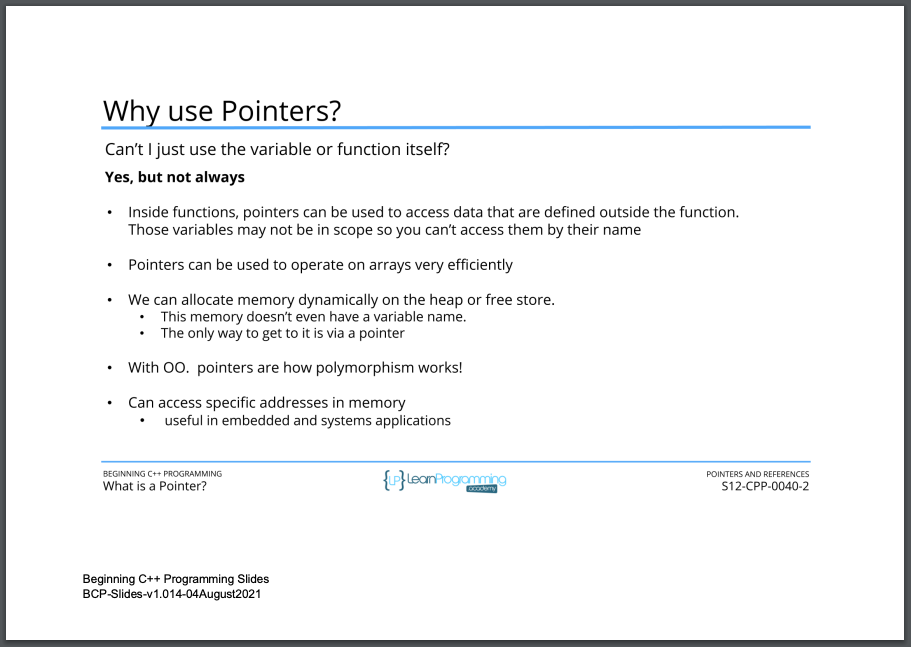 Why use Pointers?
Can’t I just use the variable or function itself?
Yes, but not always
• Inside functions, pointers can be used to access data that are defined outside the function.
Those variables may not be in scope so you can’t access them by their name
• Pointers can be used to operate on arrays very efficiently
• We can allocate memory dynamically on the heap or free store.
• This memory doesn’t even have a variable name.
• The only way to get to it is via a pointer
• With OO.  pointers are how polymorphism works!
• Can access specific addresses in memory
• useful in embedded and systems applications
BEGINNING C++ PROGRAMMING
What is a Pointer?
{LP} LearnProgramming
academy
POINTERS AND REFERENCES
S12-CPP-0040-2
Beginning C++ Programming Slides
BCP-Slides-v1.014-04August2021